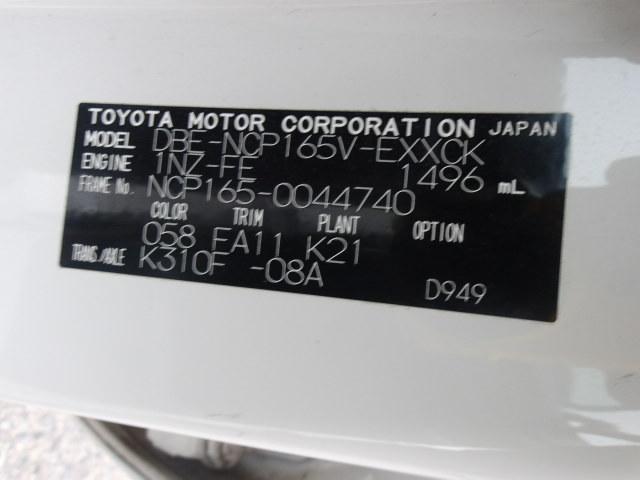 TOYOTA MOTOR CORPORATION JAPAN
MODEL DBE-NCP165V-EXXCK
ENGINE 1NZ-FE 1496 mL
FRAME No. NCP165-0044740
COLOR TRIM PLANT OPTION
058 FA11 K21
TRANS./AXLE K310F -08A
D949